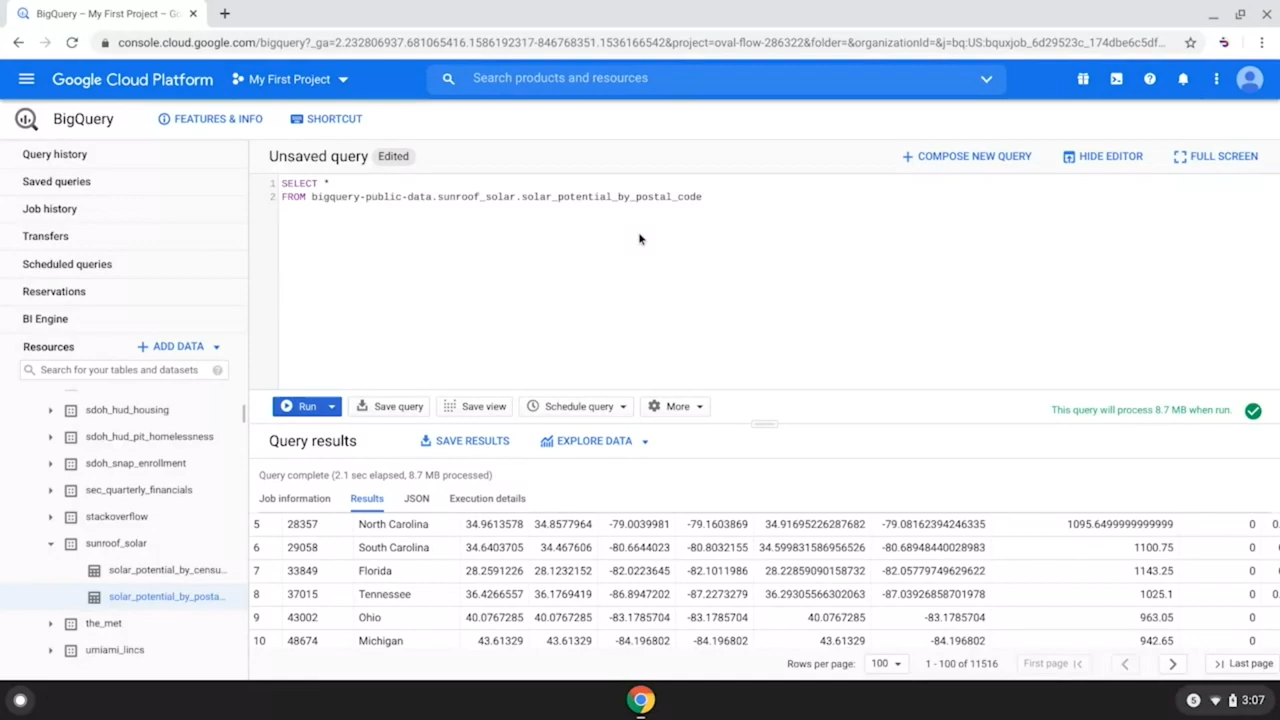 BigQuery – My First Project – Go
console.cloud.google.com/bigquery?_ga=2.232806937.681065416.1586192317-846768351.1536166542&project=oval-flow-286322&folder=&organizationId=&j=bq:US:bquxjob_6d29523c_174dbe6c5df...
Google Cloud Platform My First Project Search products and resources
BigQuery FEATURES & INFO SHORTCUT
Query history
Saved queries
Job history
Transfers
Scheduled queries
Reservations
BI Engine
Resources ADD DATA
Search for your tables and datasets
sdoh_hud_housing
sdoh_hud_pit_homelessness
sdoh_snap_enrollment
sec_quarterly_financials
stackoverflow
sunroof_solar
solar_potential_by_censu...
solar_potential_by_posta...
the_met
umiami_lincs
Unsaved query Edited COMPOSE NEW QUERY HIDE EDITOR FULL SCREEN
1 SELECT *
2 FROM bigquery-public-data.sunroof_solar.solar_potential_by_postal_code
Run Save query Save view Schedule query More This query will process 8.7 MB when run.
Query results SAVE RESULTS EXPLORE DATA
Query complete (2.1 sec elapsed, 8.7 MB processed)
Job information Results JSON Execution details
5 28357 North Carolina 34.9613578 34.8577964 -79.0039981 -79.1603869 34.91695226287682 -79.08162394246335 1095.6499999999999 0 0.
6 29058 South Carolina 34.6403705 34.467606 -80.6644023 -80.8032155 34.599831586956526 -80.68948440028983 1100.75 0
7 33849 Florida 28.2591226 28.1232152 -82.0223645 -82.1011986 28.22859090158732 -82.05779749629622 1143.25 0 0.
8 37015 Tennessee 36.4266557 36.1769419 -86.8947202 -87.2273279 36.29305566302063 -87.03926858701978 1025.1 0 0.
9 43002 Ohio 40.0767285 40.0767285 -83.1785704 -83.1785704 40.0767285 -83.1785704 963.05 0
10 48674 Michigan 43.61329 43.61329 -84.196802 -84.196802 43.61329 -84.196802 942.65 0
Rows per page: 100 1 - 100 of 11516 First page Last page
5 3:07